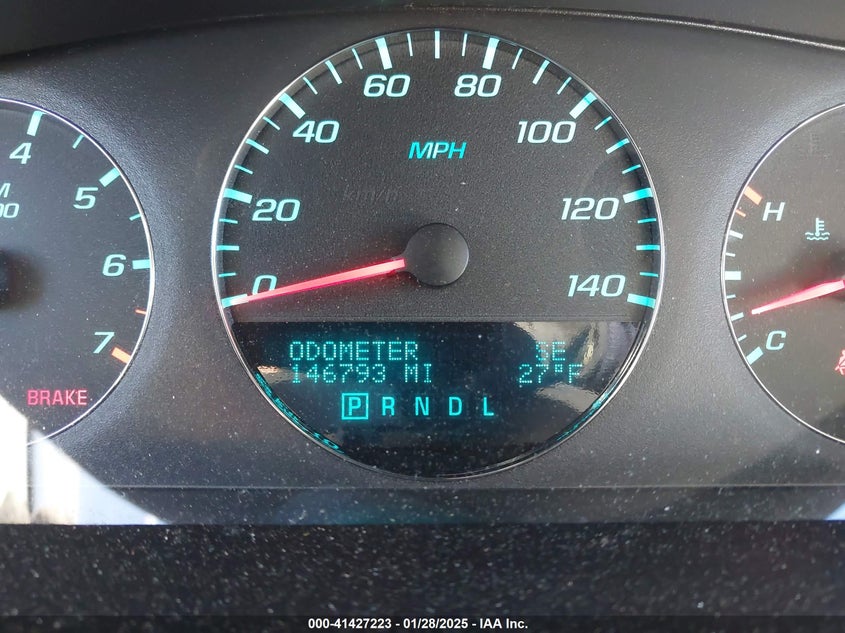 60 80
4 40 100
MPH
5
20 120 H
6
0 140
7 C
ODOMETER SE
146793 MI 27°F
BRAKE
P R N D L
000-41427223 - 01/28/2025 - IAA Inc.